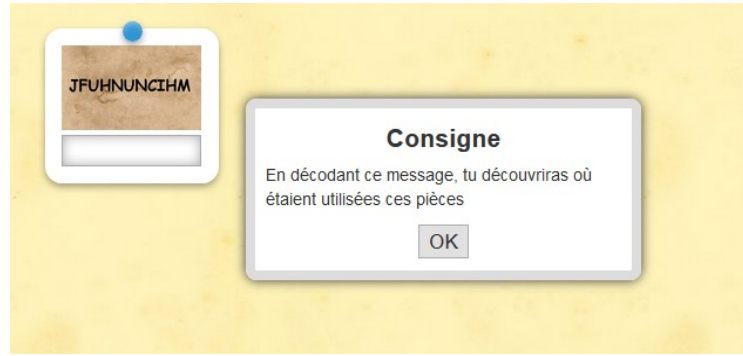 JFUHNUNCIHM
Consigne
En décodant ce message, tu découvriras où
étaient utilisées ces pièces
OK